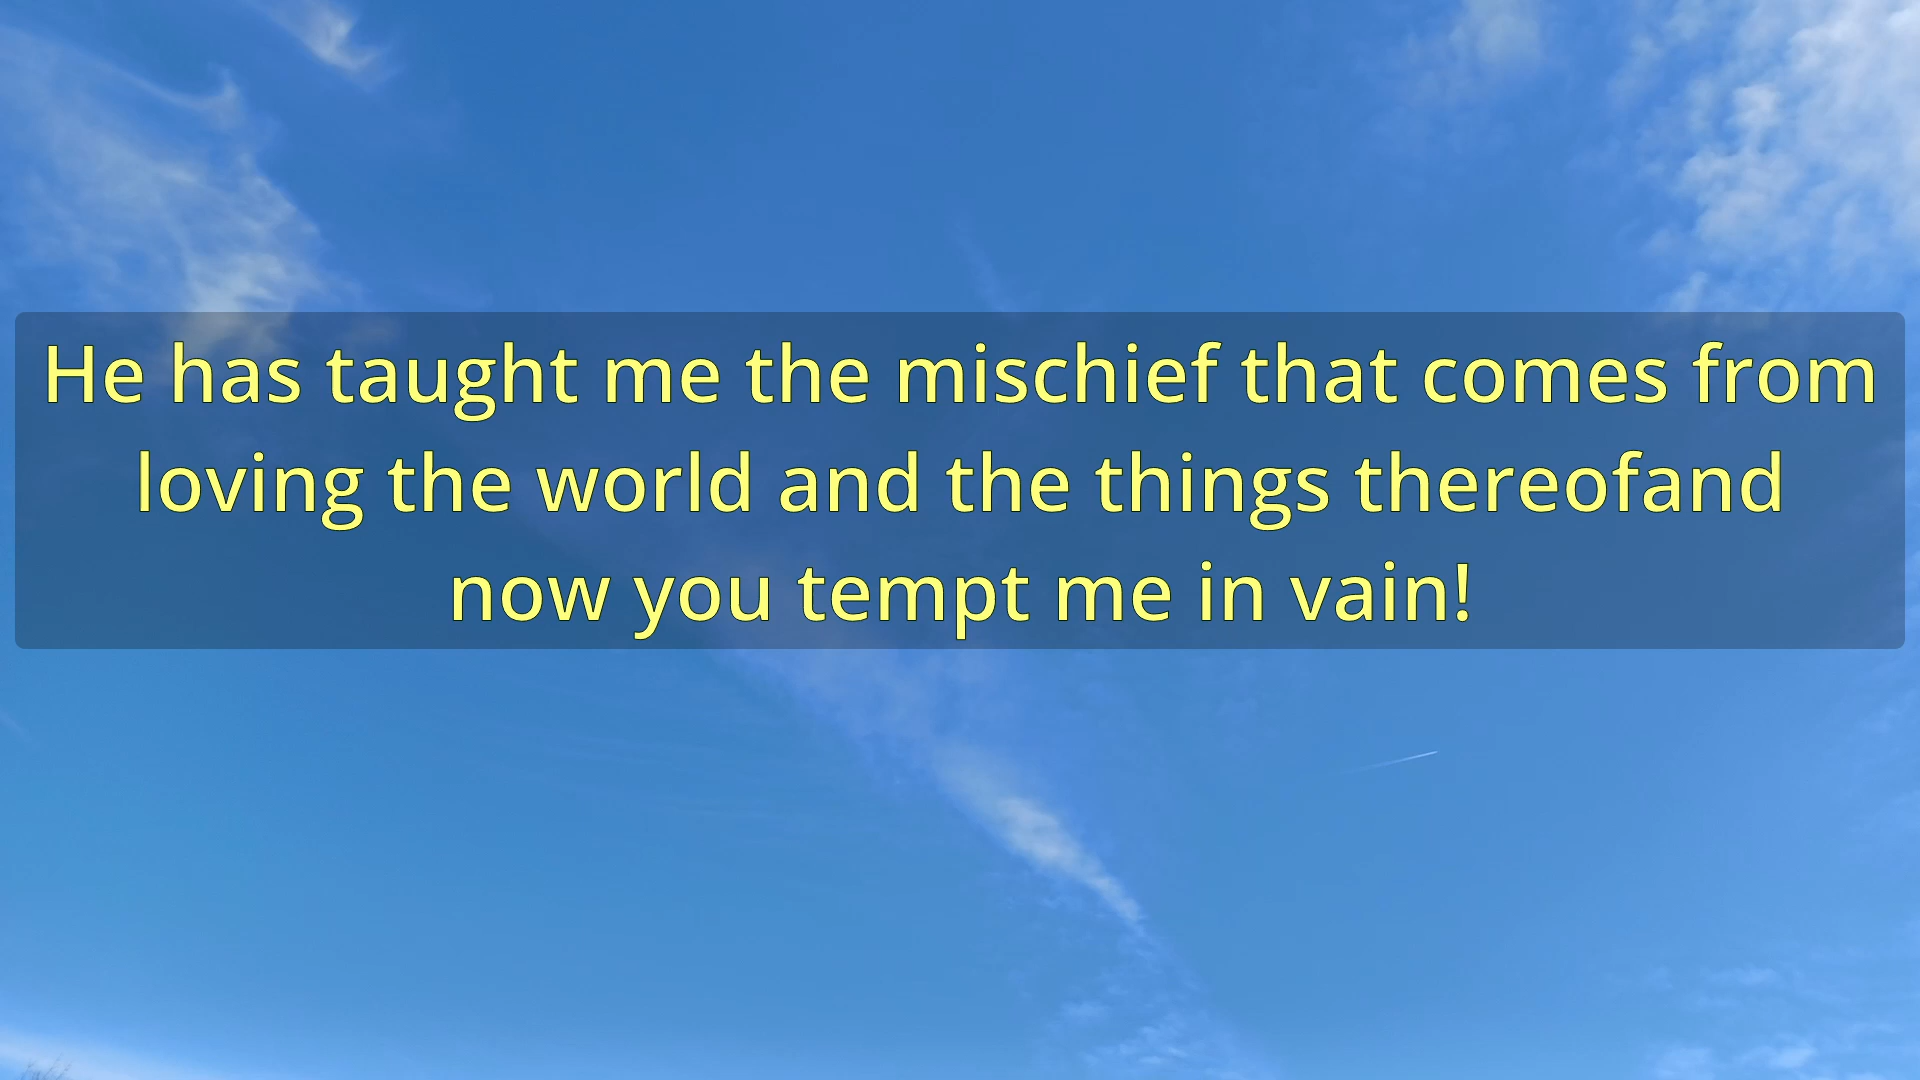 He has taught me the mischief that comes from
loving the world and the things thereofand
now you tempt me in vain!